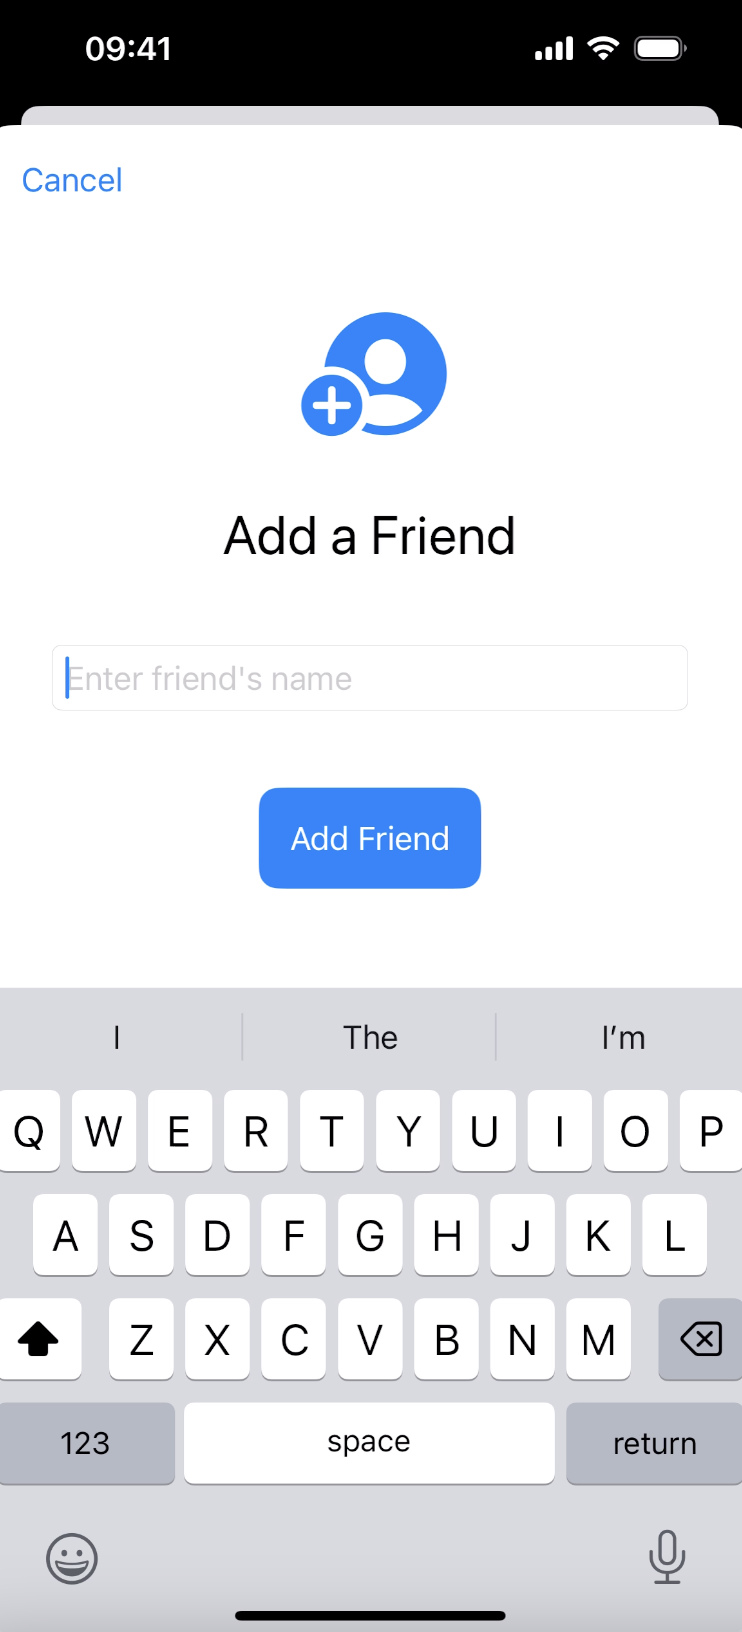 09:41
Cancel
Add a Friend
Enter friend's name
Add Friend
I The I’m
Q W E R T Y U I O P
A S D F G H J K L
Z X C V B N M
123 space return